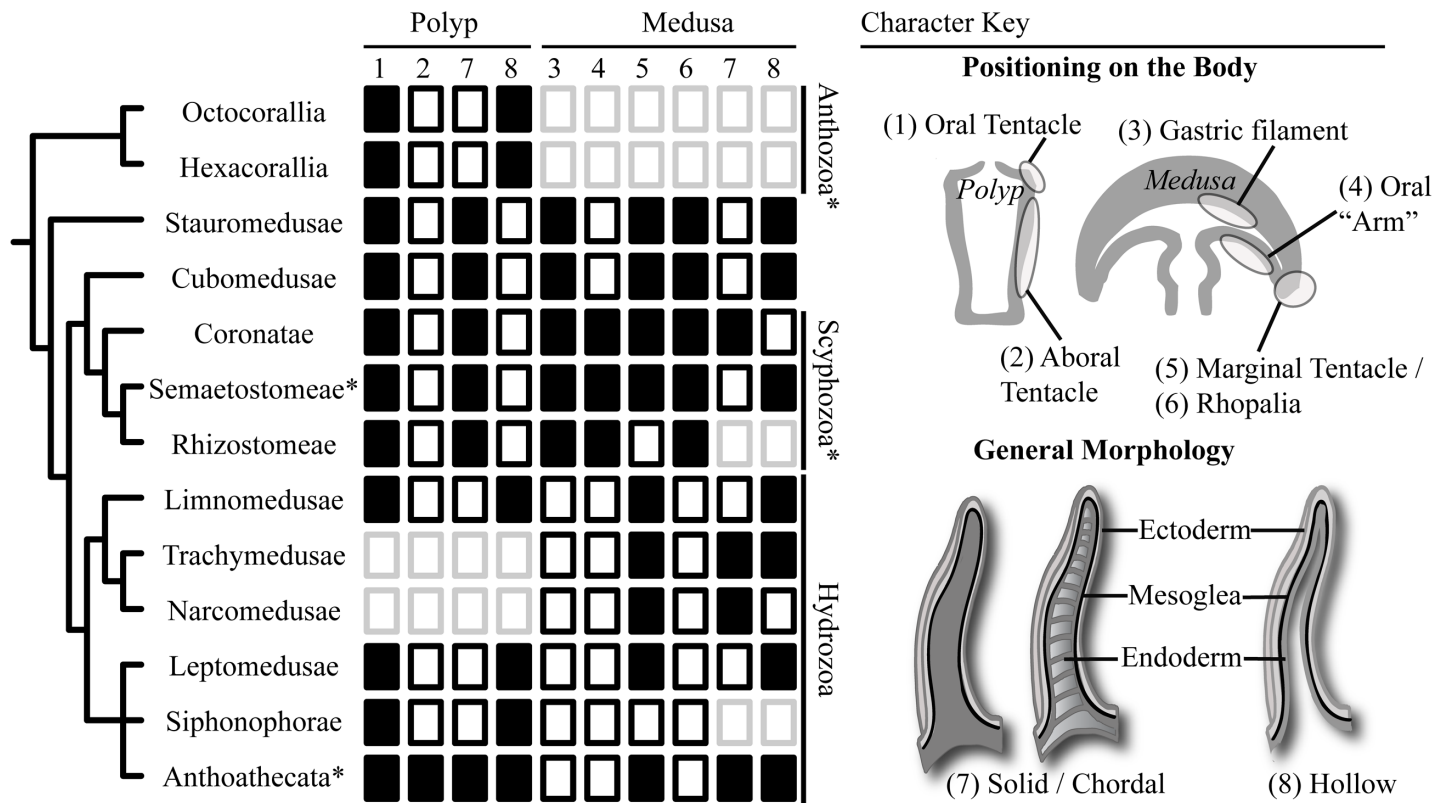 Polyp Medusa Character Key
1 2 7 8 3 4 5 6 7 8
Positioning on the Body
Octocorallia
Hexacorallia
Stauromedusae
Cubomedusae
Coronatae
Semaetostomeae*
Rhizostomeae
Limnomedusae
Trachymedusae
Narcomedusae
Leptomedusae
Siphonophorae
Anthoathecata*
Anthozoa*
Scyphozoa*
Hydrozoa
(1) Oral Tentacle
(3) Gastric filament
Polyp
Medusa
(4) Oral
“Arm”
(2) Aboral
Tentacle
(5) Marginal Tentacle /
(6) Rhopalia
General Morphology
Ectoderm
Mesoglea
Endoderm
(7) Solid / Chordal
(8) Hollow